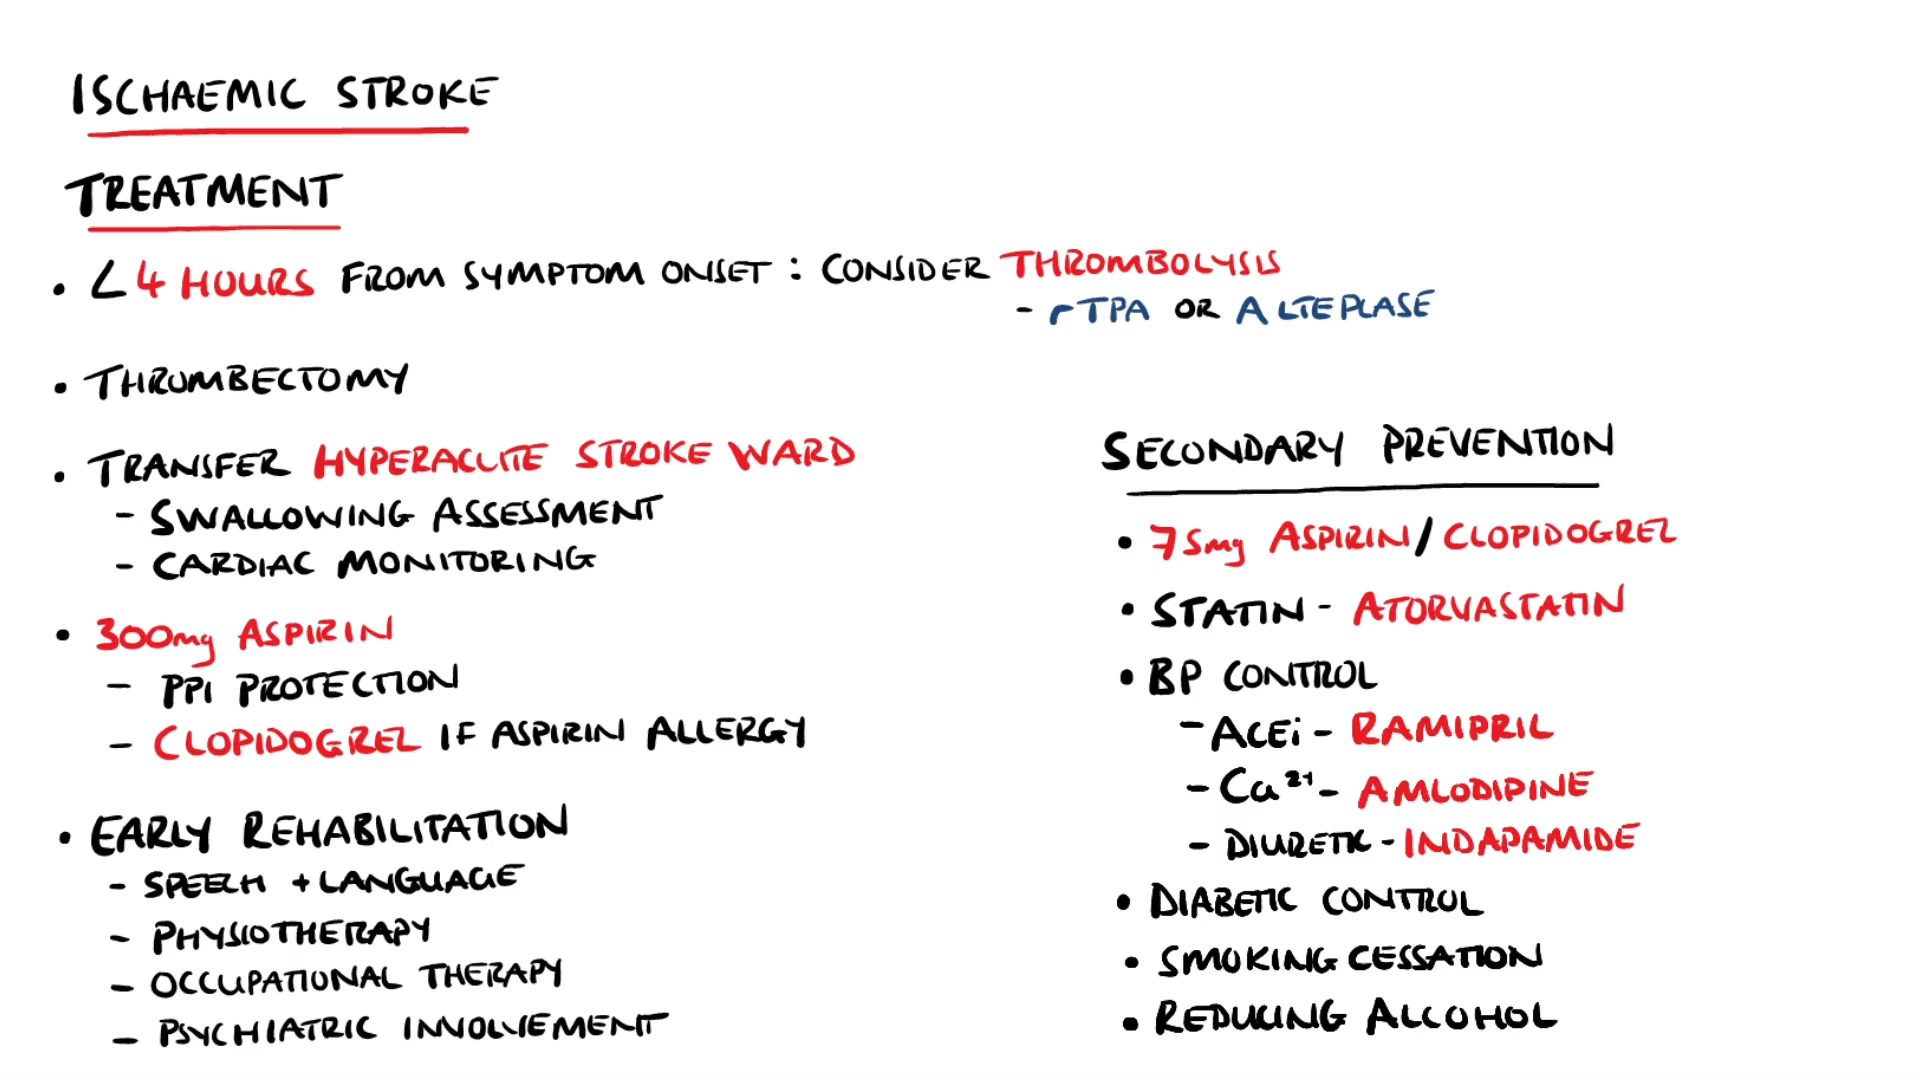 ISCHAEMIC STROKE
TREATMENT
• < 4 HOURS FROM SYMPTOM ONSET : CONSIDER THROMBOLYSIS
- rTPA OR ALTEPLASE
• THROMBECTOMY
• TRANSFER HYPERACUTE STROKE WARD
- SWALLOWING ASSESSMENT
- CARDIAC MONITORING
• 300mg ASPIRIN
- PPI PROTECTION
- CLOPIDOGREL IF ASPIRIN ALLERGY
• EARLY REHABILITATION
- SPEECH + LANGUAGE
- PHYSIOTHERAPY
- OCCUPATIONAL THERAPY
- PSYCHIATRIC INVOLVEMENT
SECONDARY PREVENTION
• 75mg ASPIRIN / CLOPIDOGREL
• STATIN - ATORVASTATIN
• BP CONTROL
- ACEi - RAMIPRIL
- Ca²⁺ - AMLODIPINE
- DIURETIC - INDAPAMIDE
• DIABETIC CONTROL
• SMOKING CESSATION
• REDUCING ALCOHOL